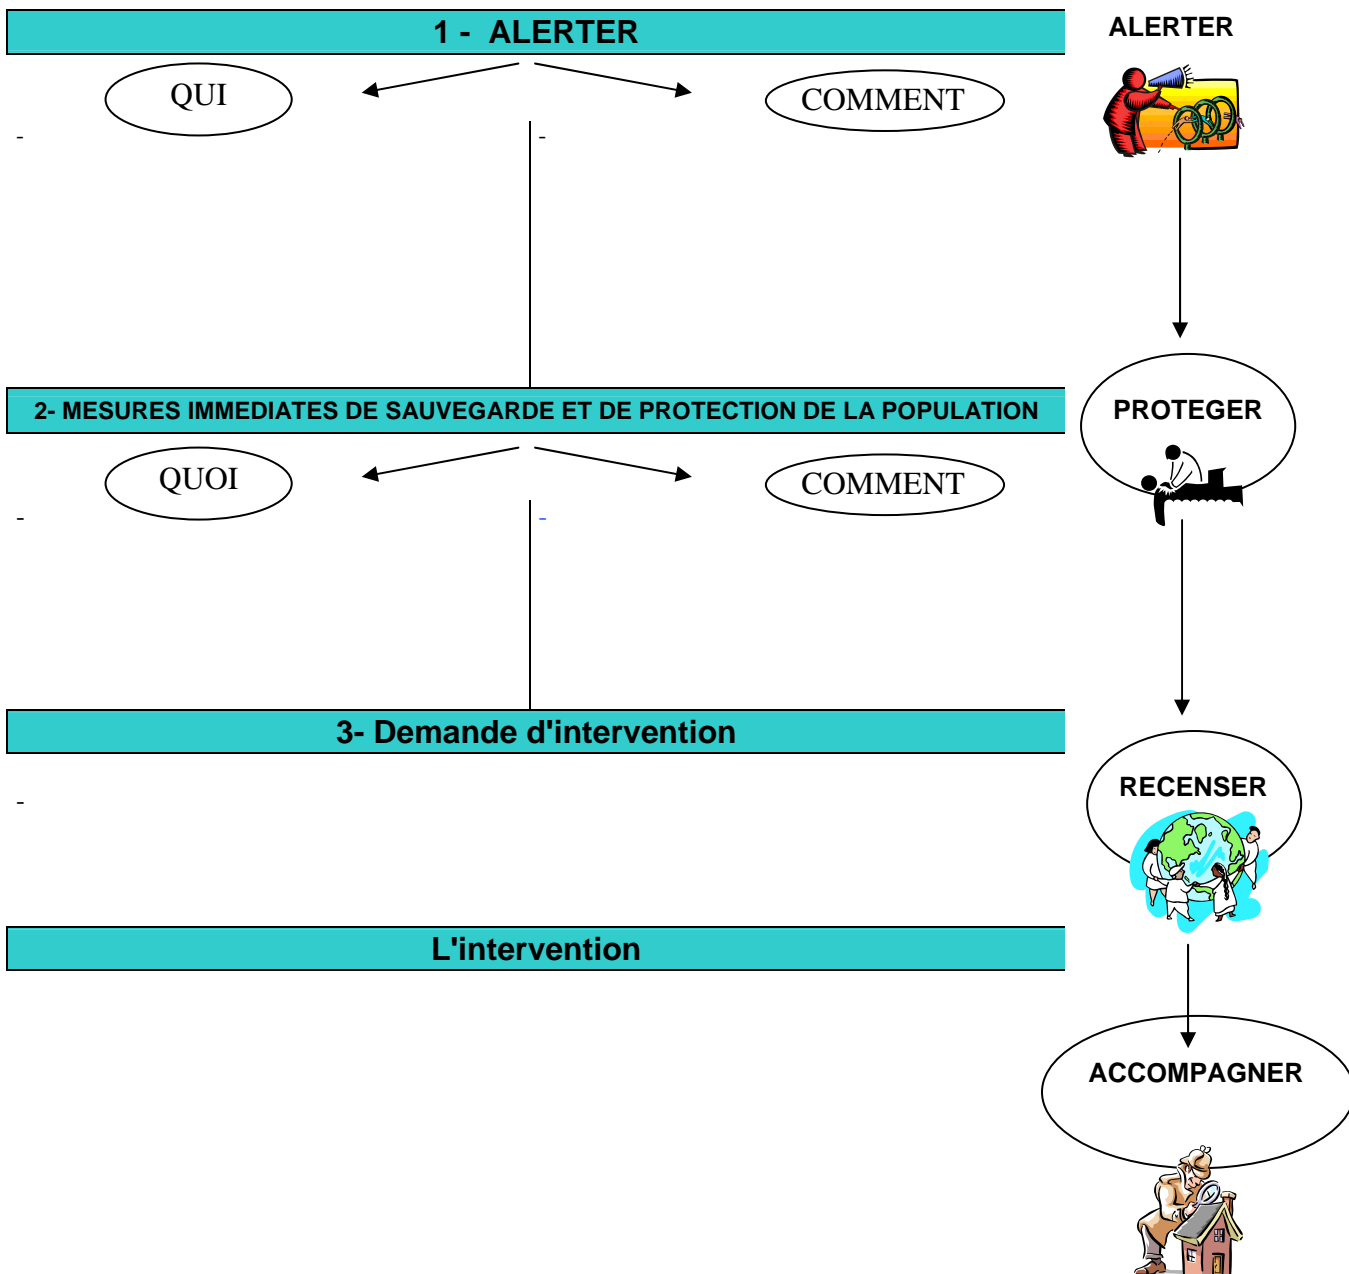 1 - ALERTER
ALERTER
QUI
COMMENT
-
-
2- MESURES IMMEDIATES DE SAUVEGARDE ET DE PROTECTION DE LA POPULATION
PROTEGER
QUOI
COMMENT
-
-
3- Demande d'intervention
RECENSER
-
L'intervention
ACCOMPAGNER